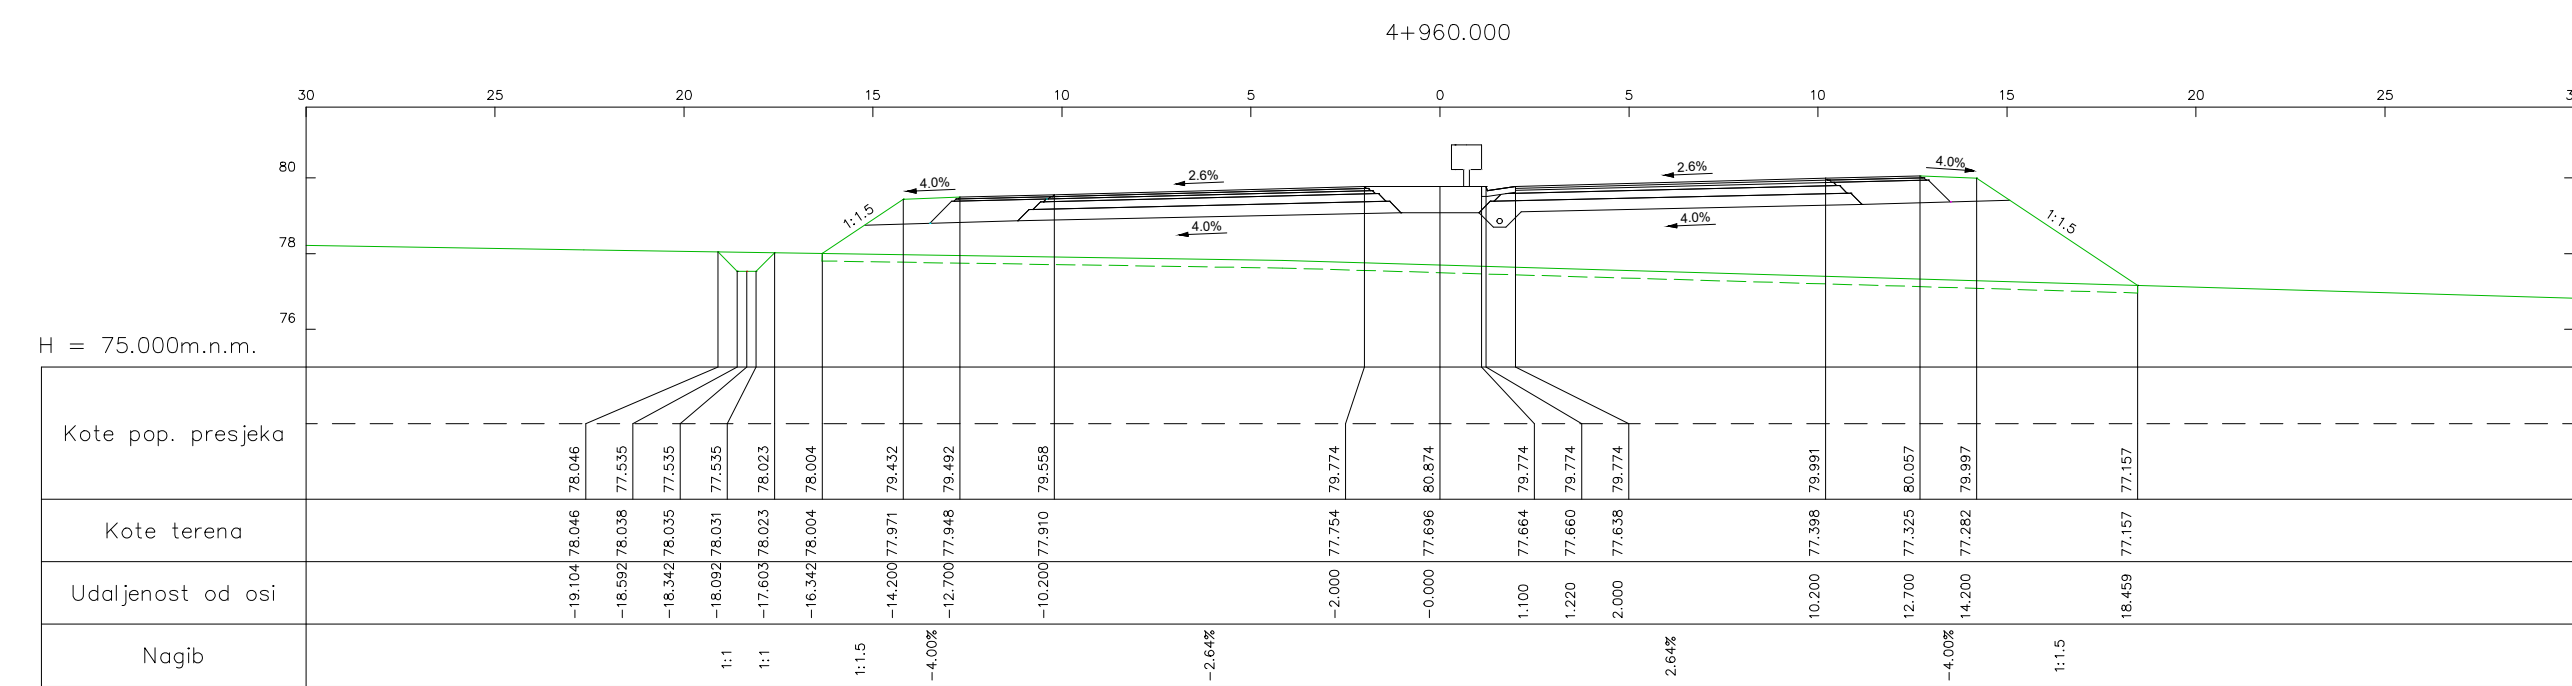 4+960.000
30 25 20 15 10 5 0 5 10 15 20 25
80
78
76
4.0% 2.6% 2.6% 4.0%
1:1.5 4.0% 4.0% 1:1.5
H = 75.000m.n.m.
Kote pop. presjeka 78.046 77.535 77.535 77.535 78.023 78.004 79.432 79.492 79.558 79.774 80.874 79.774 79.774 79.774 79.991 80.057 79.997 77.157
Kote terena 78.046 78.038 78.035 78.031 78.023 78.004 77.971 77.948 77.910 77.754 77.696 77.664 77.660 77.638 77.398 77.325 77.282 77.157
Udaljenost od osi -19.104 -18.592 -18.342 -18.092 -17.603 -16.342 -14.200 -12.700 -10.200 -2.000 -0.000 1.100 1.220 2.000 10.200 12.700 14.200 18.459
Nagib 1:1 1:1 1:1.5 -4.00% -2.64% 2.64% -4.00% 1:1.5